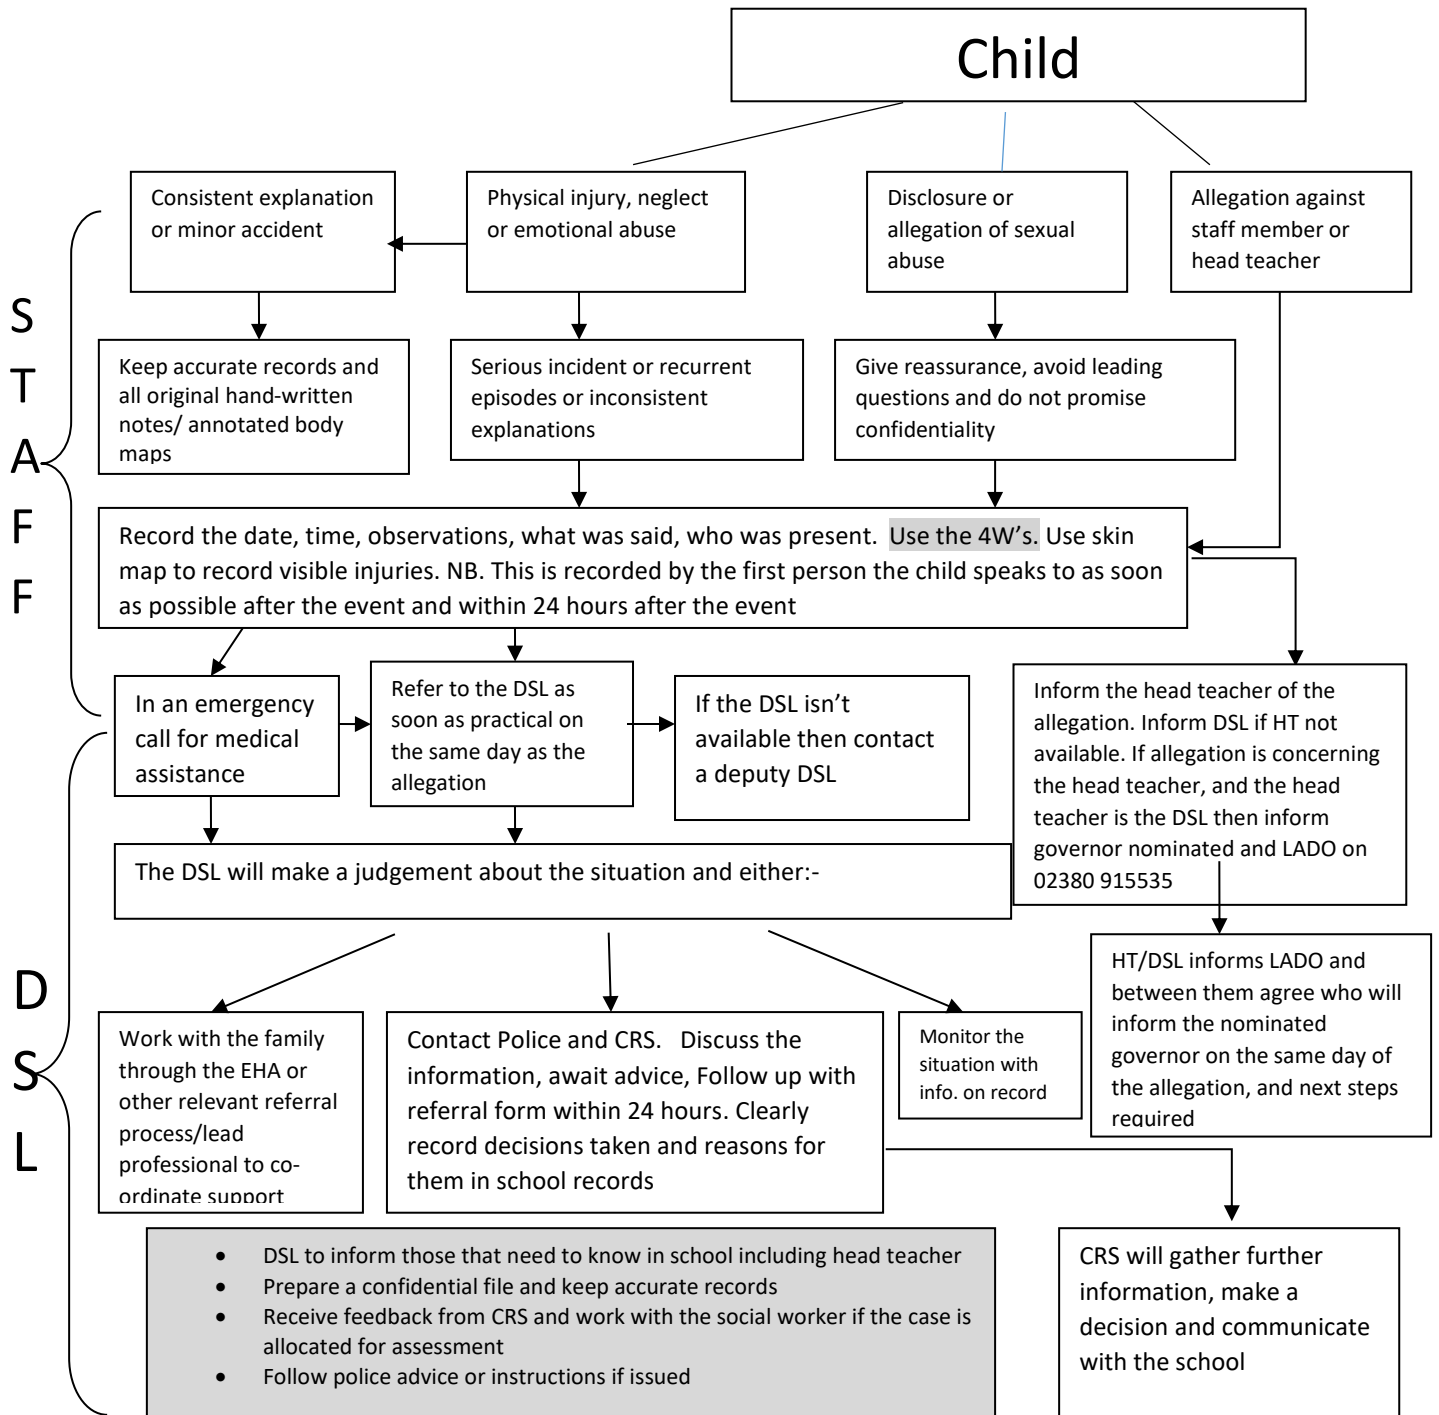 Child
Consistent explanation
or minor accident
Physical injury, neglect
or emotional abuse
Disclosure or
allegation of sexual
abuse
Allegation against
staff member or
head teacher
S
T
A
F
F
Keep accurate records and
all original hand-written
notes/ annotated body
maps
Serious incident or recurrent
episodes or inconsistent
explanations
Give reassurance, avoid leading
questions and do not promise
confidentiality
Record the date, time, observations, what was said, who was present.  Use the 4W's. Use skin
map to record visible injuries. NB. This is recorded by the first person the child speaks to as soon
as possible after the event and within 24 hours after the event
In an emergency
call for medical
assistance
Refer to the DSL as
soon as practical on
the same day as the
allegation
If the DSL isn't
available then contact
a deputy DSL
Inform the head teacher of the
allegation. Inform DSL if HT not
available. If allegation is concerning
the head teacher, and the head
teacher is the DSL then inform
governor nominated and LADO on
02380 915535
The DSL will make a judgement about the situation and either:-
D
S
L
HT/DSL informs LADO and
between them agree who will
inform the nominated
governor on the same day of
the allegation, and next steps
required
Work with the family
through the EHA or
other relevant referral
process/lead
professional to co-
ordinate support
Contact Police and CRS.   Discuss the
information, await advice, Follow up with
referral form within 24 hours. Clearly
record decisions taken and reasons for
them in school records
Monitor the
situation with
info. on record
• DSL to inform those that need to know in school including head teacher
• Prepare a confidential file and keep accurate records
• Receive feedback from CRS and work with the social worker if the case is
allocated for assessment
• Follow police advice or instructions if issued
CRS will gather further
information, make a
decision and communicate
with the school